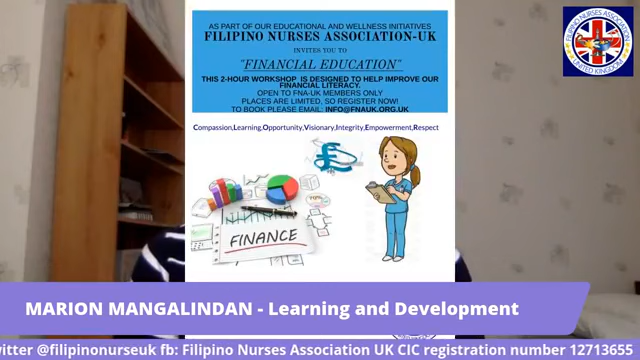 AS PART OF OUR EDUCATIONAL AND WELLNESS INITIATIVES
FILIPINO NURSES ASSOCIATION-UK
INVITES YOU TO
"FINANCIAL EDUCATION"
THIS 2-HOUR WORKSHOP IS DESIGNED TO HELP IMPROVE OUR
FINANCIAL LITERACY.
OPEN TO FNA-UK MEMBERS ONLY
PLACES ARE LIMITED, SO REGISTER NOW!
TO BOOK PLEASE EMAIL: INFO@FNAUK.ORG.UK
Compassion,Learning,Opportunity,Visionary,Integrity,Empowerment,Respect
FILIPINO NURSES ASSOCIATION
UNITED KINGDOM
FINANCE
MARION MANGALINDAN - Learning and Development
itter @filipinonurseuk fb: Filipino Nurses Association UK CIC registration number 12713655